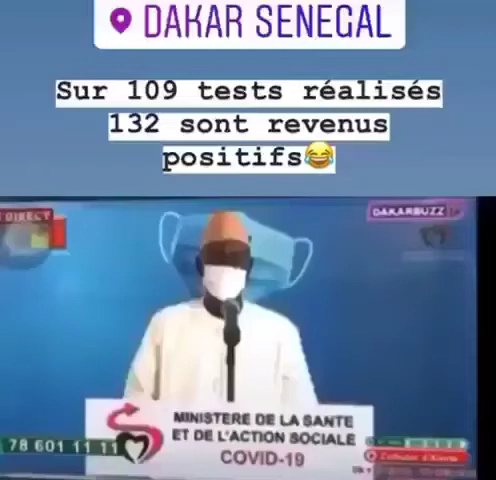 DAKAR SENEGAL
Sur 109 tests réalisés
132 sont revenus
positifs😂
DIRECT
DAKARBUZZ
MINISTERE DE LA SANTE
ET DE L'ACTION SOCIALE
COVID-19
78 601 11 11